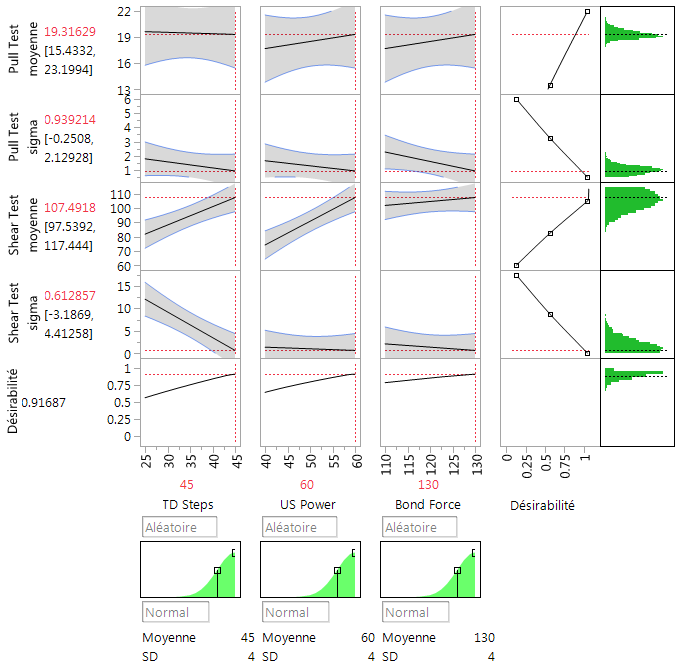 Pull Test
moyenne
19.31629
[15.4332,
23.1994]
22
19
16
13
Pull Test
sigma
0.939214
[-0.2508,
2.12928]
6
5
4
3
2
1
Shear Test
moyenne
107.4918
[97.5392,
117.444]
110
100
90
80
70
60
Shear Test
sigma
0.612857
[-3.1869,
4.41258]
15
10
5
0
Désirabilité
0.91687
1
0.75
0.5
0.25
0
25 30 35 40 45
40 45 50 55 60
110 115 120 125 130
0 0.25 0.5 0.75 1
45 60 130
TD Steps US Power Bond Force Désirabilité
Aléatoire Aléatoire Aléatoire
Normal Normal Normal
Moyenne 45 Moyenne 60 Moyenne 130
SD 4 SD 4 SD 4